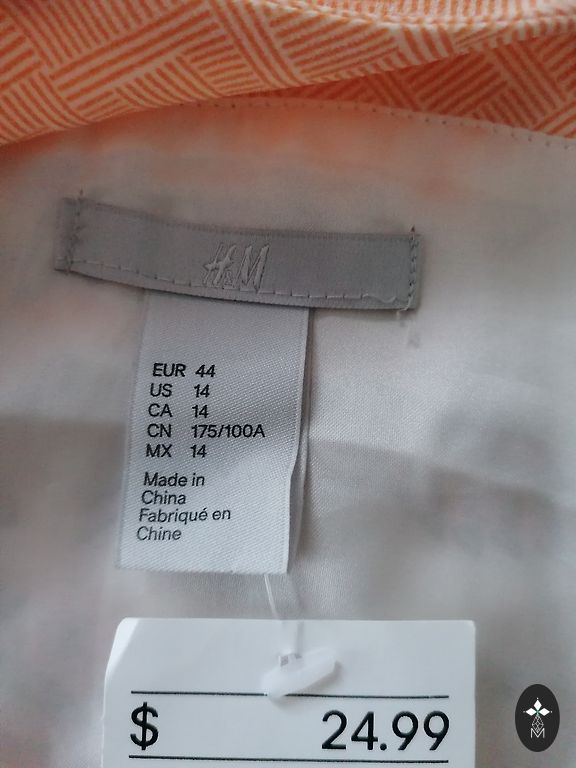 H&M
EUR 44
US 14
CA 14
CN 175/100A
MX 14
Made in
China
Fabriqué en
Chine
$ 24.99
M